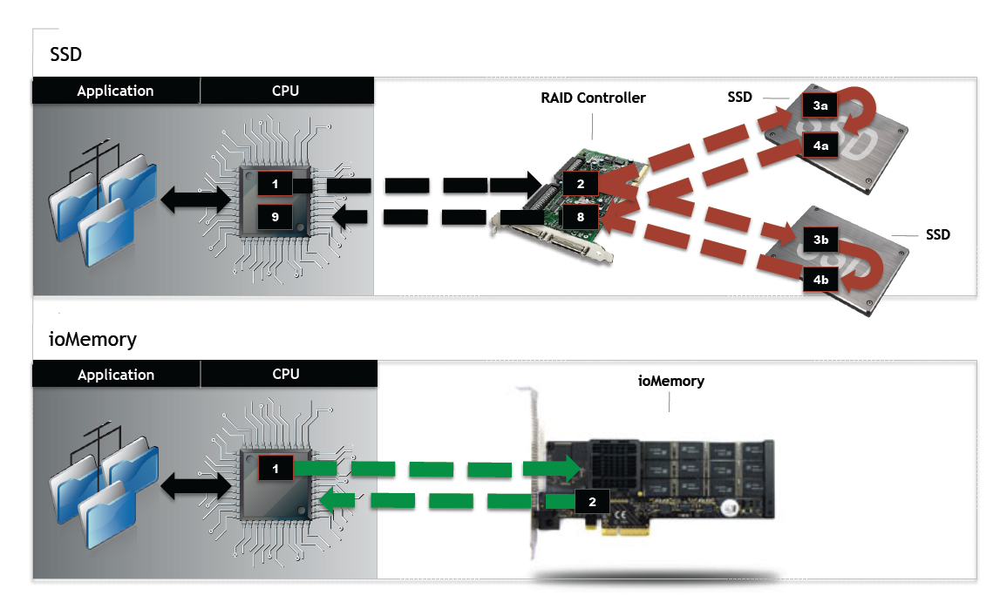 SSD
Application CPU
RAID Controller
SSD
3a
4a
1
9
2
8
SSD
3b
4b
ioMemory
Application CPU
ioMemory
1
2
CE